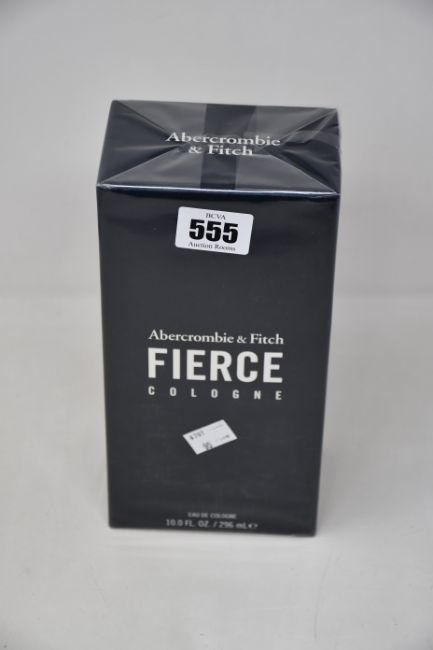 Abercrombie
& Fitch
BCVA
555
Auction Rooms
Abercrombie & Fitch
FIERCE
COLOGNE
EAU DE COLOGNE
10.0 FL. OZ. / 296 mL e